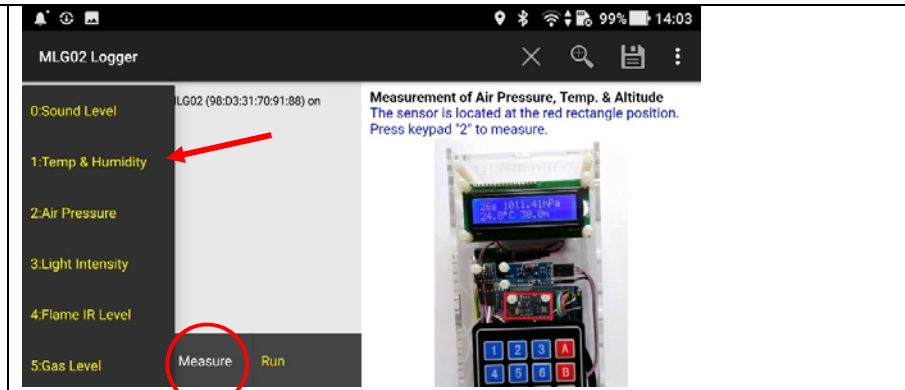 99% 14:03
MLG02 Logger
0:Sound Level
1:Temp & Humidity
2:Air Pressure
3:Light Intensity
4:Flame IR Level
5:Gas Level
LG02 (98:D3:31:70:91:88) on
Measure Run
Measurement of Air Pressure, Temp. & Altitude
The sensor is located at the red rectangle position.
Press keypad "2" to measure.
26s 1011.41hPa
24.8°C 30.0m
1 2 3 A
4 5 6 B